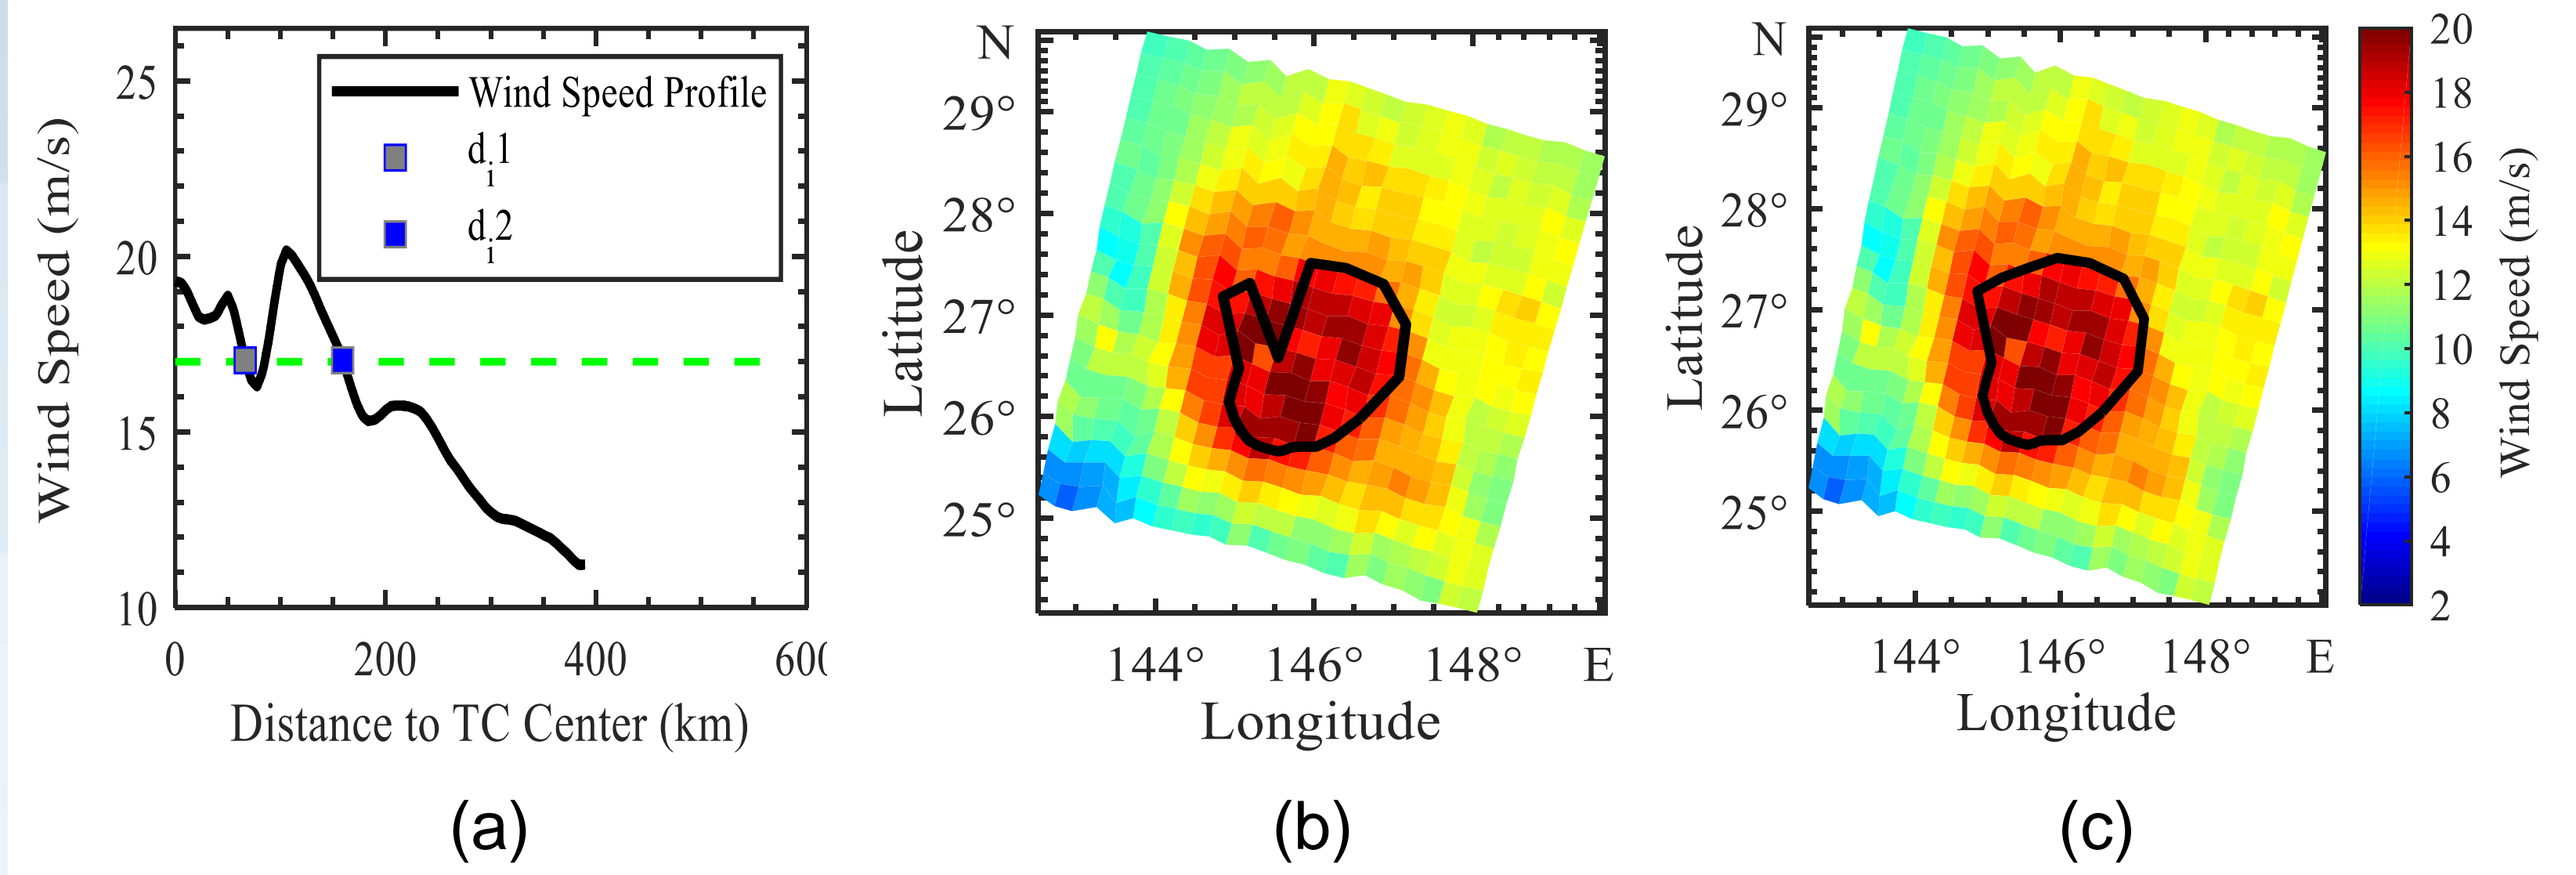 25
20
15
10
0
200
400
600
Wind Speed (m/s)
Distance to TC Center (km)
Wind Speed Profile
d_i1
d_i2
(a)
N
29°
28°
27°
26°
25°
Latitude
144°
146°
148°
E
Longitude
(b)
N
29°
28°
27°
26°
25°
Latitude
144°
146°
148°
E
Longitude
(c)
20
18
16
14
12
10
8
6
4
2
Wind Speed (m/s)